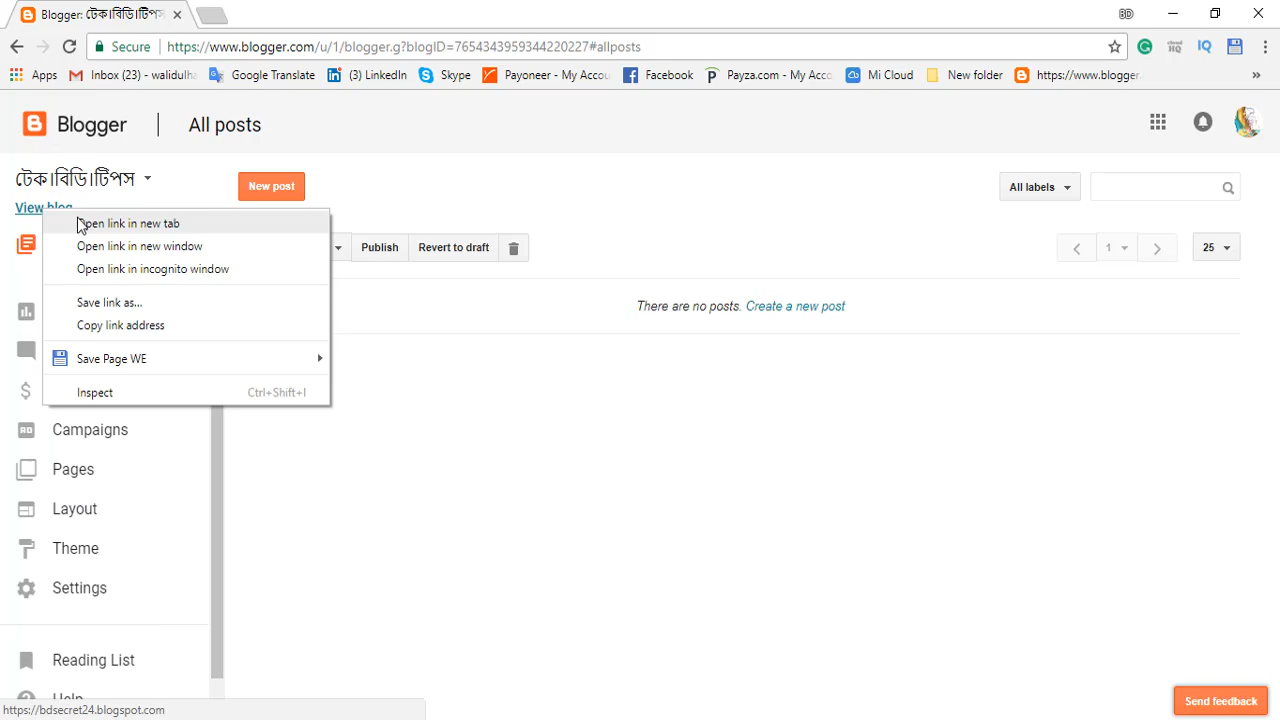 Blogger: টেক।বিডি।টিপস
BD
Secure https://www.blogger.com/u/1/blogger.g?blogID=7654343959344220227#allposts
Apps Inbox (23) - walidulha Google Translate (3) LinkedIn Skype Payoneer - My Accou Facebook Payza.com - My Acco Mi Cloud New folder https://www.blogger
Blogger All posts
টেক।বিডি।টিপস New post All labels
View blog
Open link in new tab
Open link in new window
Open link in incognito window
Save link as...
Copy link address
Save Page WE
Inspect Ctrl+Shift+I
Publish Revert to draft 1 25
There are no posts. Create a new post
Campaigns
Pages
Layout
Theme
Settings
Reading List
Help
https://bdsecret24.blogspot.com
Send feedback